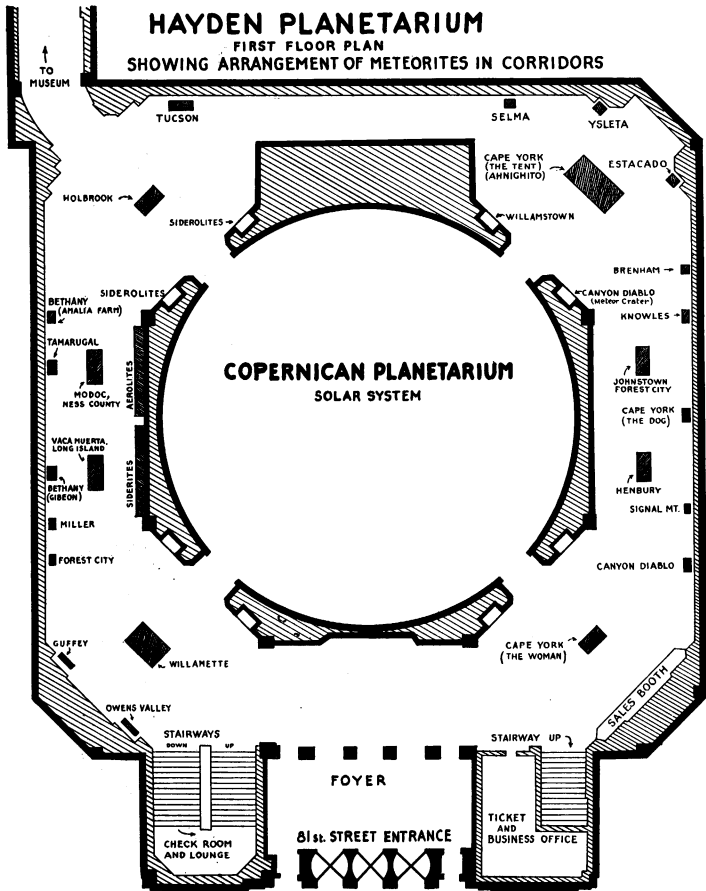 HAYDEN PLANETARIUM
FIRST FLOOR PLAN
SHOWING ARRANGEMENT OF METEORITES IN CORRIDORS
TO
MUSEUM
TUCSON
SELMA
YSLETA
CAPE YORK
(THE TENT)
(AHNIGHITO)
ESTACADO
HOLBROOK
SIDEROLITES
WILLAMSTOWN
BRENHAM
SIDEROLITES
CANYON DIABLO
(Meteor Crater)
BETHANY
(AMALIA FARM)
KNOWLES
TAMARUGAL
MODOC,
NESS COUNTY
AEROLITES
COPERNICAN PLANETARIUM
SOLAR SYSTEM
JOHNSTOWN
FOREST CITY
CAPE YORK
(THE DOG)
VACA MUERTA,
LONG ISLAND
SIDERITES
BETHANY
(GIBEON)
HENBURY
MILLER
SIGNAL MT.
FOREST CITY
CANYON DIABLO
GUFFEY
WILLAMETTE
CAPE YORK
(THE WOMAN)
SALES BOOTH
OWENS VALLEY
STAIRWAYS
DOWN UP
STAIRWAY UP
FOYER
TICKET
AND
BUSINESS OFFICE
CHECK ROOM
AND LOUNGE
81st. STREET ENTRANCE